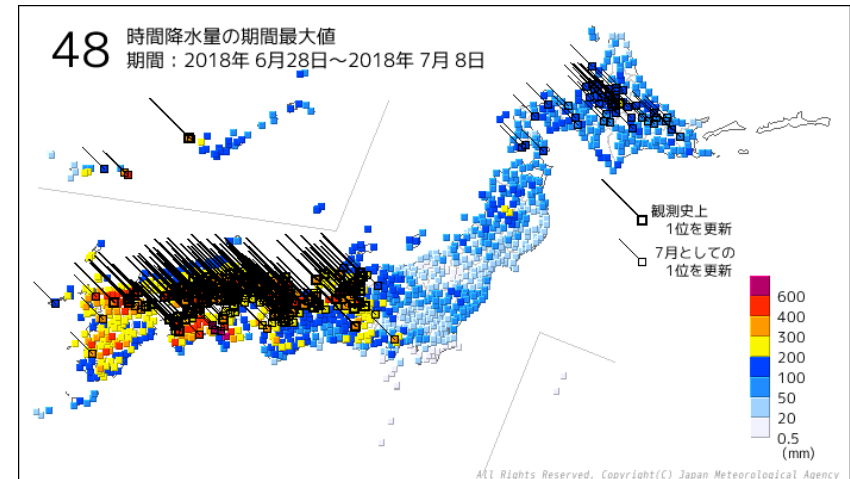 48 時間降水量の期間最大値
期間：2018年 6月28日～2018年 7月 8日
観測史上
1位を更新
7月としての
1位を更新
600
400
300
200
100
50
20
0.5
(mm)
All Rights Reserved, Copyright(C) Japan Meteorological Agency